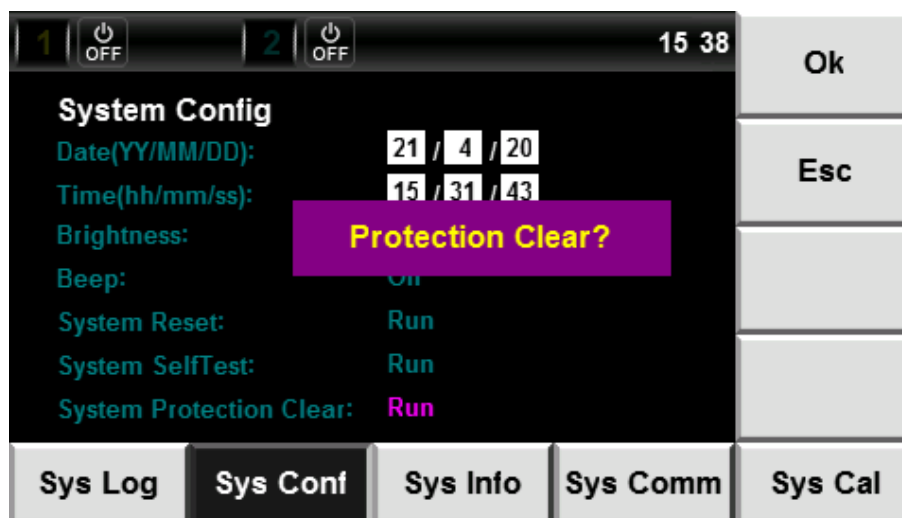 1 OFF 2 OFF 15 38
Ok
System Config
Date(YY/MM/DD): 21 / 4 / 20
Esc
Time(hh/mm/ss): 15 / 31 / 43
Brightness:
Protection Clear?
Beep: On
System Reset: Run
System SelfTest: Run
System Protection Clear: Run
Sys Log Sys Conf Sys Info Sys Comm Sys Cal